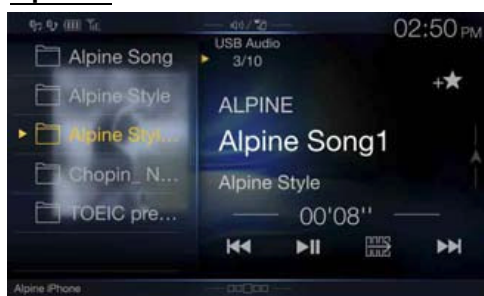 02:50 PM
USB Audio
3/10
Alpine Song
Alpine Style
Alpine Styl...
Chopin_ N...
TOEIC pre...
ALPINE
Alpine Song1
Alpine Style
00'08''
Alpine iPhone